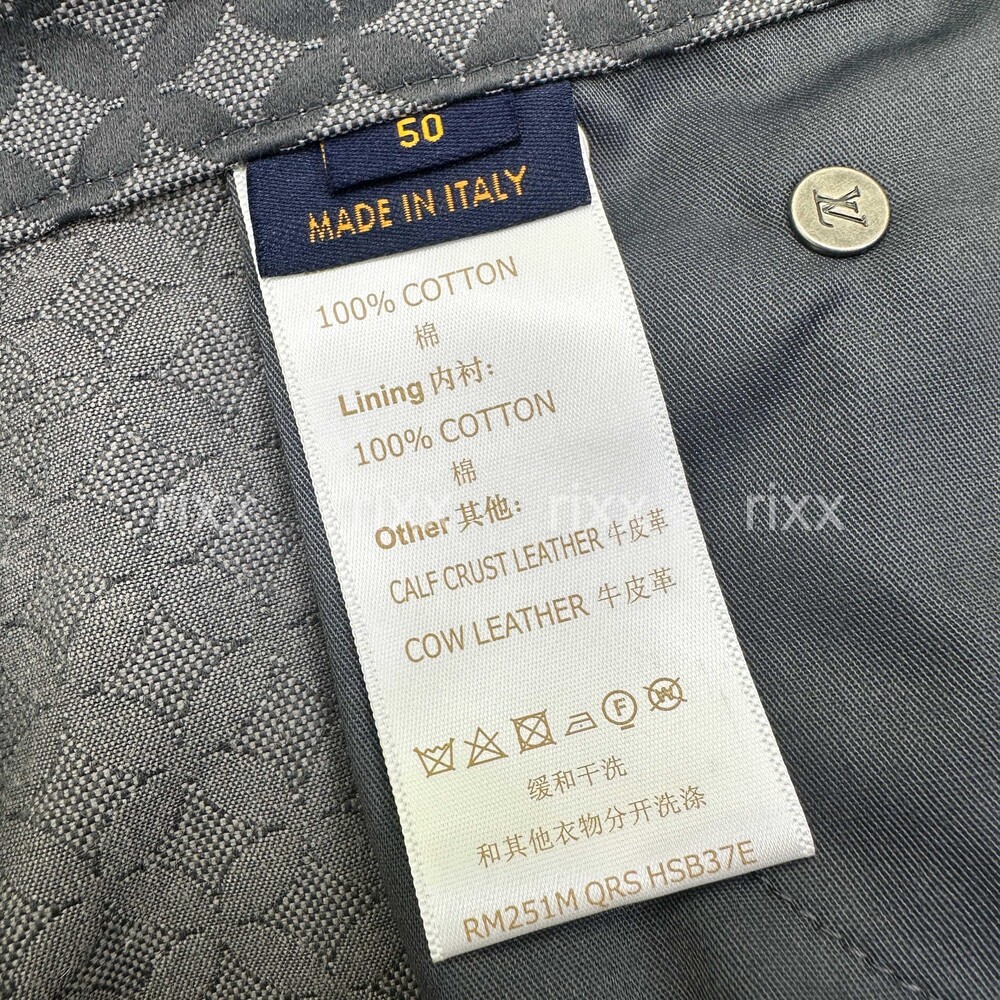 50
MADE IN ITALY
LV
100% COTTON
棉
Lining 内衬:
100% COTTON
棉
Other 其他:
rixx rixx rixx rixx
CALF CRUST LEATHER 牛皮革
COW LEATHER 牛皮革
F W
缓和干洗
和其他衣物分开洗涤
RM251M QRS HSB37E